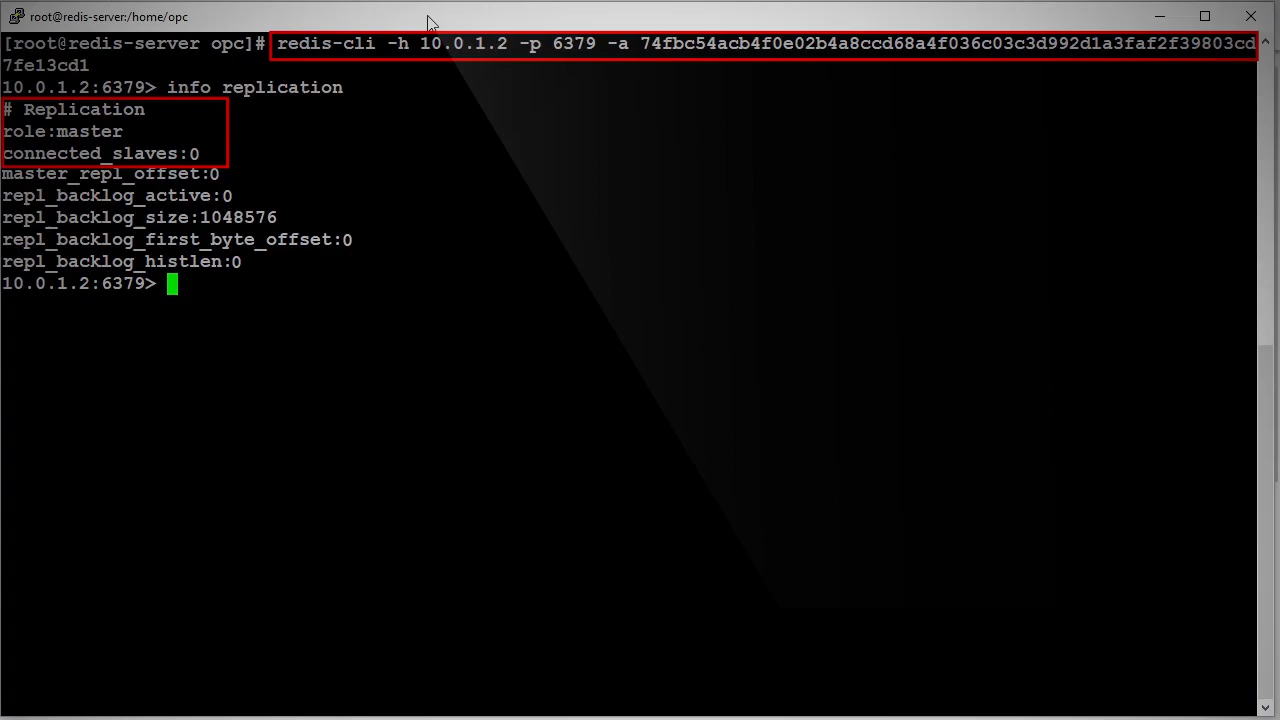 root@redis-server:/home/opc
[root@redis-server opc]# redis-cli -h 10.0.1.2 -p 6379 -a 74fbc54acb4f0e02b4a8ccd68a4f036c03c3d992d1a3faf2f39803cd
7fe13cd1
10.0.1.2:6379> info replication
# Replication
role:master
connected_slaves:0
master_repl_offset:0
repl_backlog_active:0
repl_backlog_size:1048576
repl_backlog_first_byte_offset:0
repl_backlog_histlen:0
10.0.1.2:6379>